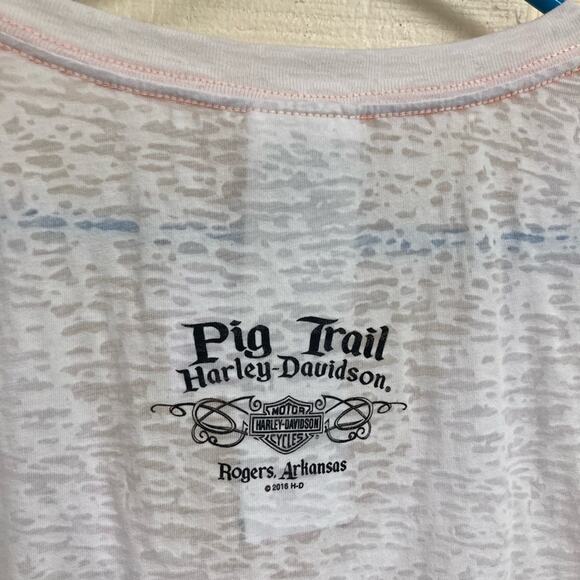 Pig Trail
Harley-Davidson®
MOTOR
HARLEY-DAVIDSON
CYCLES®
Rogers, Arkansas
© 2016 H-D